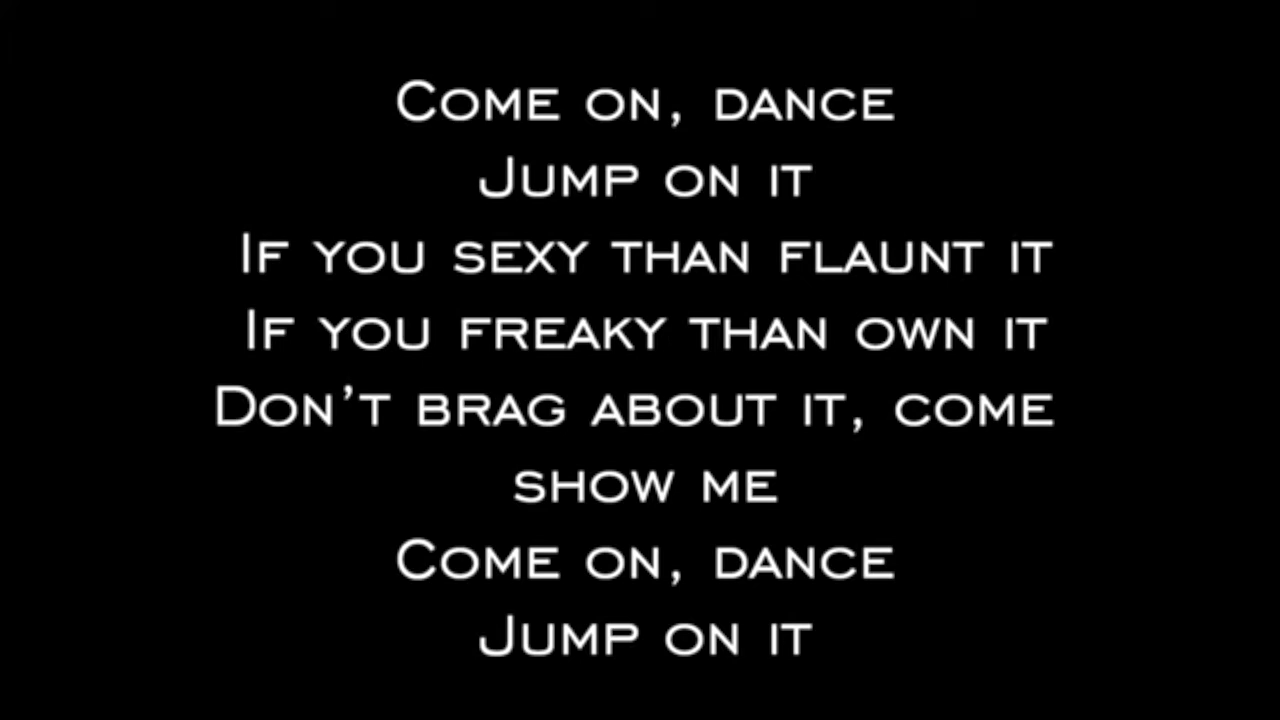 Come on, dance
Jump on it
If you sexy than flaunt it
If you freaky than own it
Don't brag about it, come
show me
Come on, dance
Jump on it